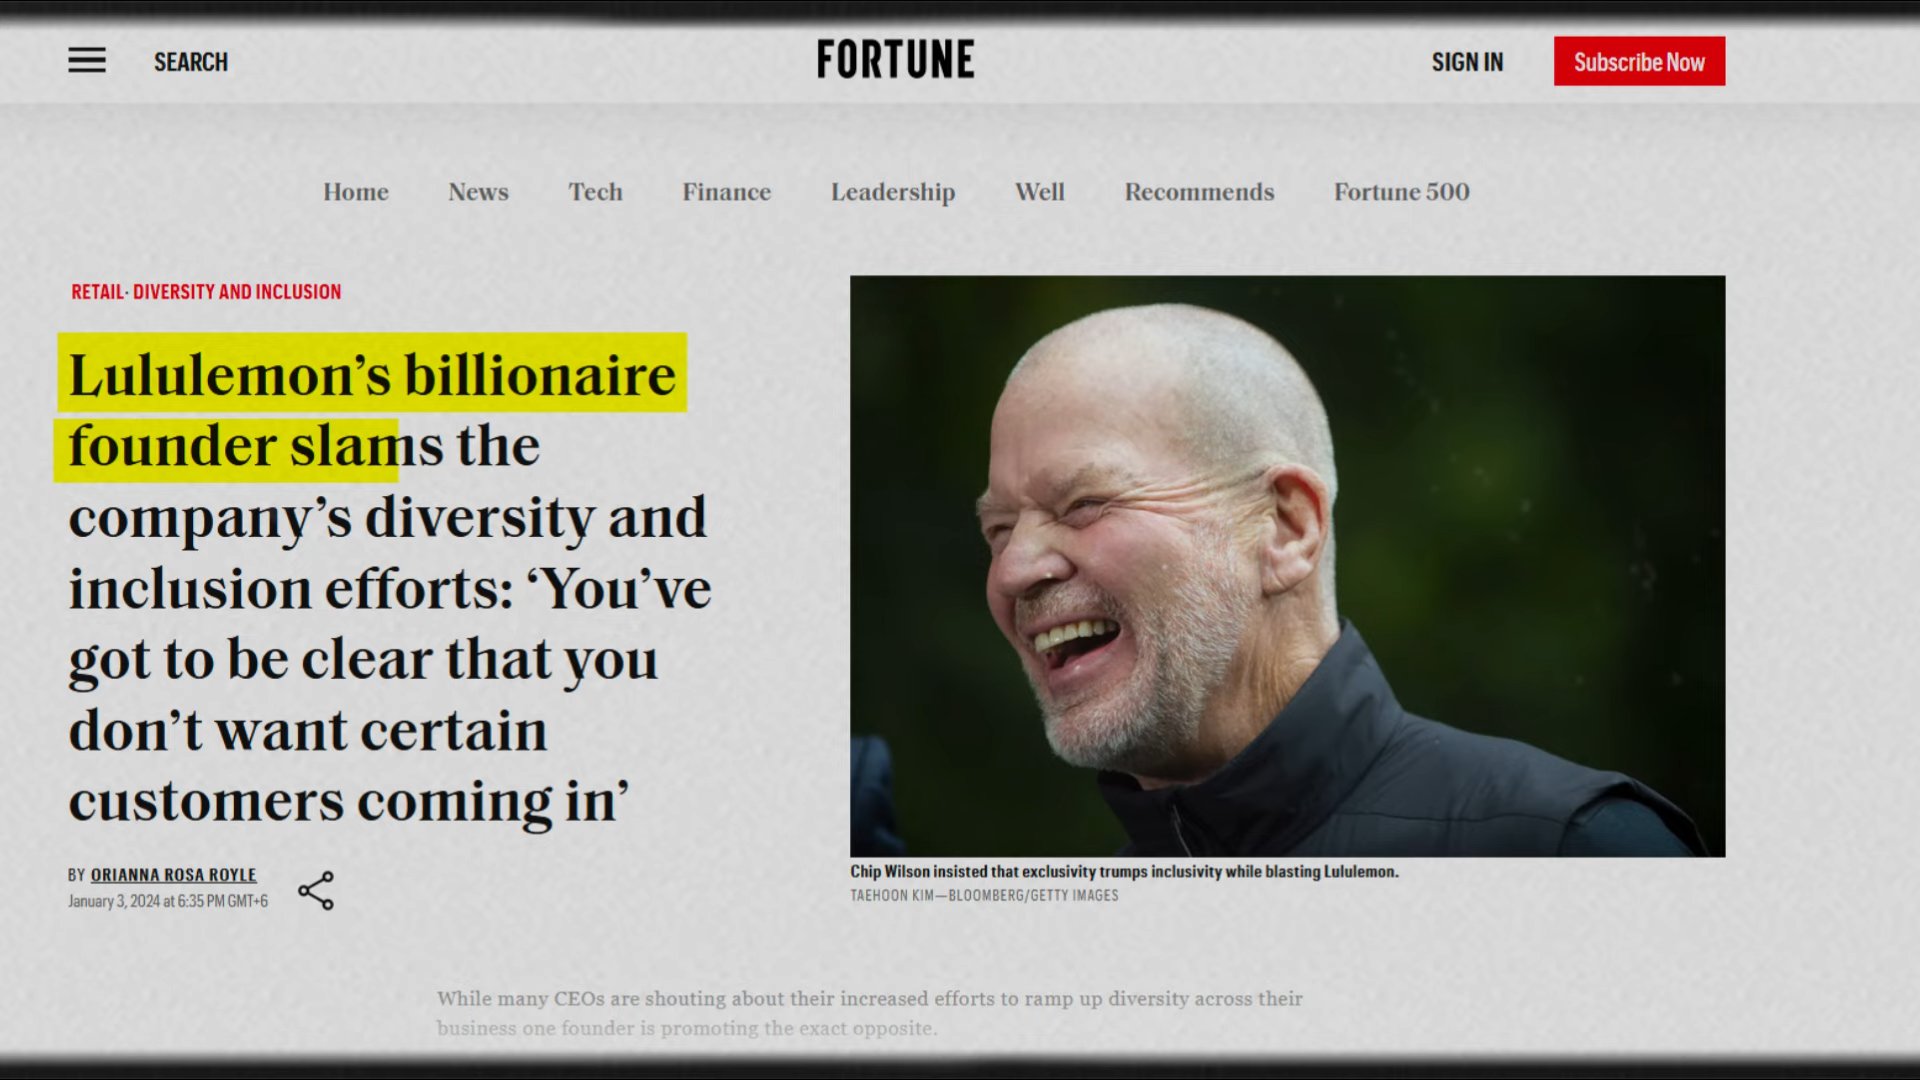 SEARCH
FORTUNE
SIGN IN
Subscribe Now
Home News Tech Finance Leadership Well Recommends Fortune 500
RETAIL· DIVERSITY AND INCLUSION
Lululemon’s billionaire
founder slams the
company’s diversity and
inclusion efforts: ‘You’ve
got to be clear that you
don’t want certain
customers coming in’
BY ORIANNA ROSA ROYLE
January 3, 2024 at 6:35 PM GMT+6
Chip Wilson insisted that exclusivity trumps inclusivity while blasting Lululemon.
TAEHOON KIM—BLOOMBERG/GETTY IMAGES
While many CEOs are shouting about their increased efforts to ramp up diversity across their
business one founder is promoting the exact opposite.